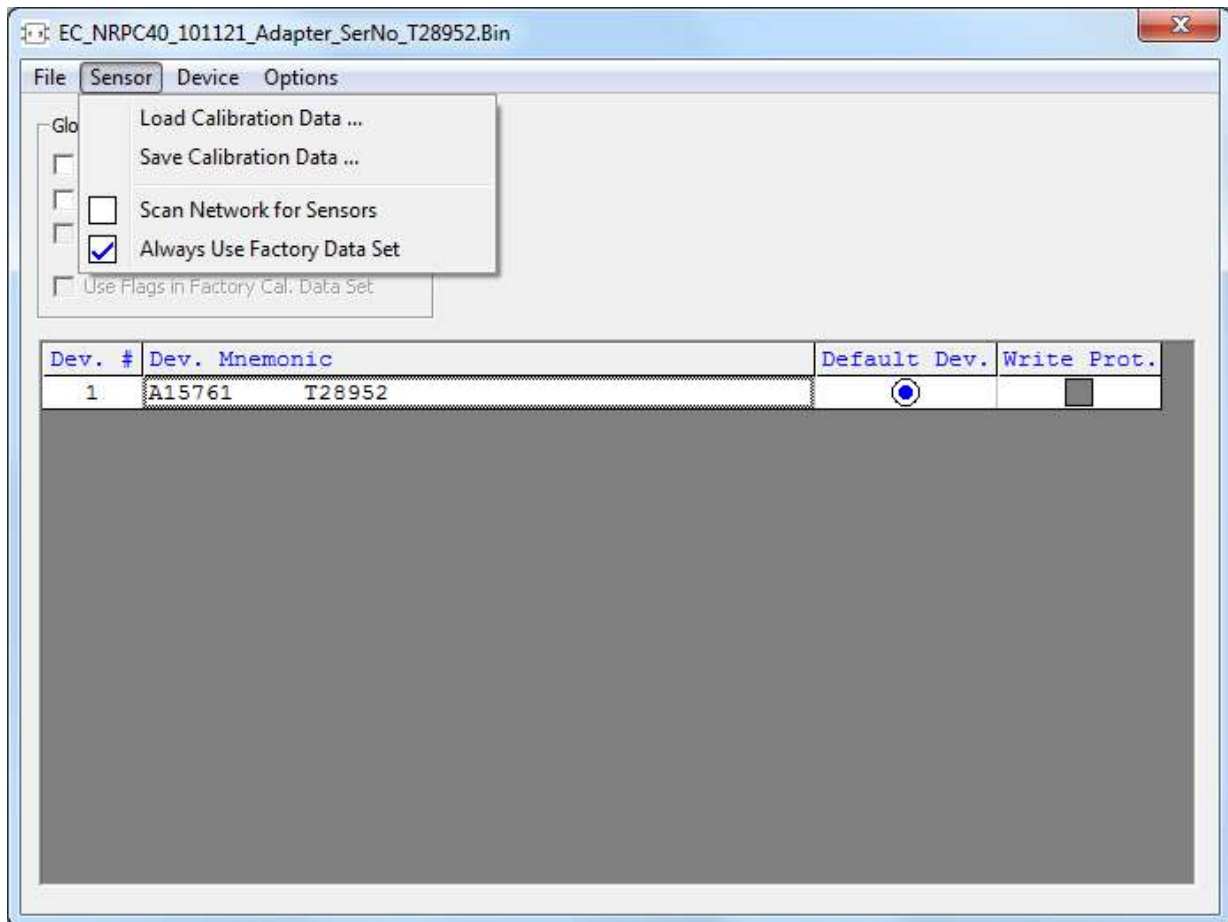 EC_NRPC40_101121_Adapter_SerNo_T28952.Bin
File Sensor Device Options
Glo
Load Calibration Data ...
Save Calibration Data ...
Scan Network for Sensors
Always Use Factory Data Set
Use Flags in Factory Cal. Data Set
Dev. # Dev. Mnemonic Default Dev. Write Prot.
1 A15761 T28952